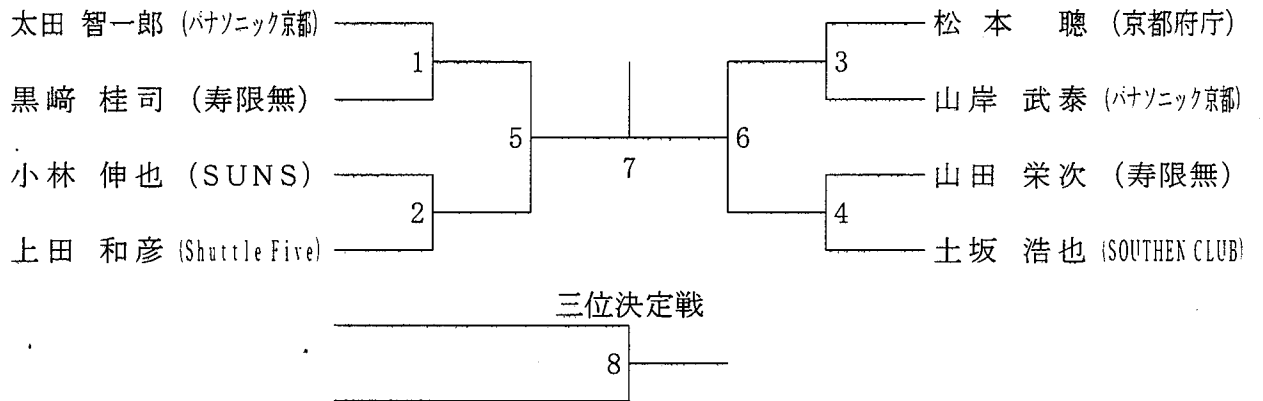 太田 智一郎 (パナソニック京都)
1
黒﨑 桂司 (寿限無)
5
小林 伸也 (SUNS)
2
上田 和彦 (Shuttle Five)
7
松本 聰 (京都府庁)
3
山岸 武泰 (パナソニック京都)
6
山田 栄次 (寿限無)
4
土坂 浩也 (SOUTHEN CLUB)
三位決定戦
8